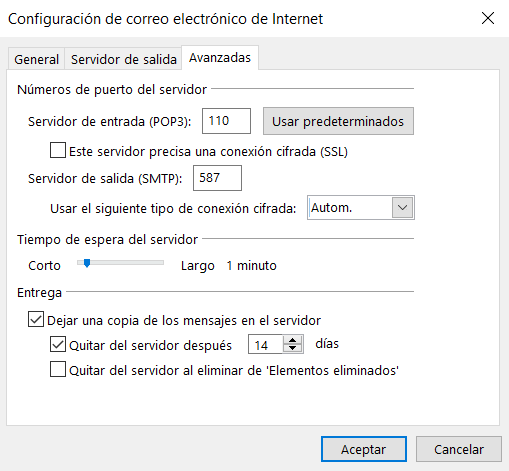 Configuración de correo electrónico de Internet
General Servidor de salida Avanzadas
Números de puerto del servidor
Servidor de entrada (POP3): 110 Usar predeterminados
Este servidor precisa una conexión cifrada (SSL)
Servidor de salida (SMTP): 587
Usar el siguiente tipo de conexión cifrada: Autom.
Tiempo de espera del servidor
Corto Largo 1 minuto
Entrega
Dejar una copia de los mensajes en el servidor
Quitar del servidor después 14 días
Quitar del servidor al eliminar de 'Elementos eliminados'
Aceptar Cancelar